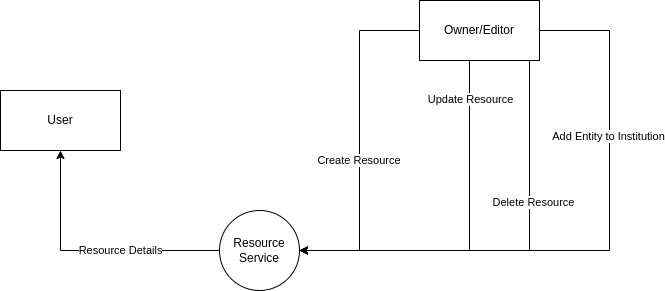 Owner/Editor
User
Update Resource
Add Entity to Institution
Create Resource
Delete Resource
Resource Details
Resource
Service